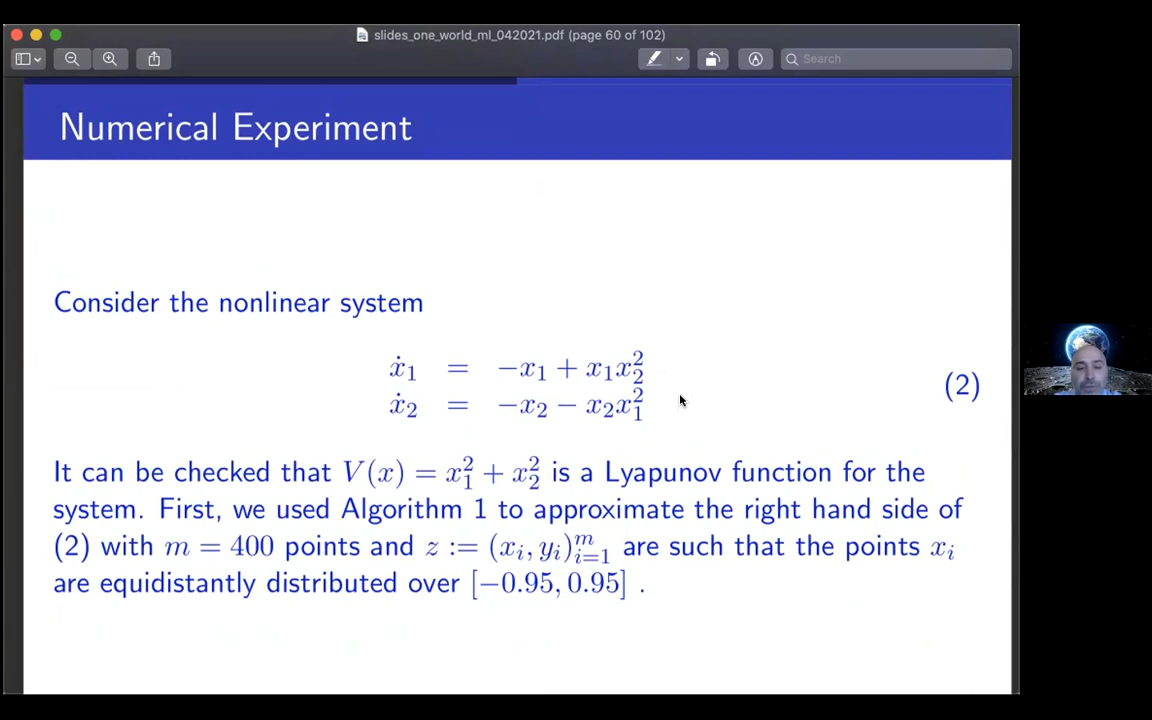 slides_one_world_ml_042021.pdf (page 60 of 102)
Search
Numerical Experiment
Consider the nonlinear system
ẋ₁ = −x₁ + x₁x₂²
ẋ₂ = −x₂ − x₂x₁²
(2)
It can be checked that V(x) = x₁² + x₂² is a Lyapunov function for the
system. First, we used Algorithm 1 to approximate the right hand side of
(2) with m = 400 points and z := (xᵢ, yᵢ)ᵢ₌₁ᵐ are such that the points xᵢ
are equidistantly distributed over [−0.95, 0.95] .